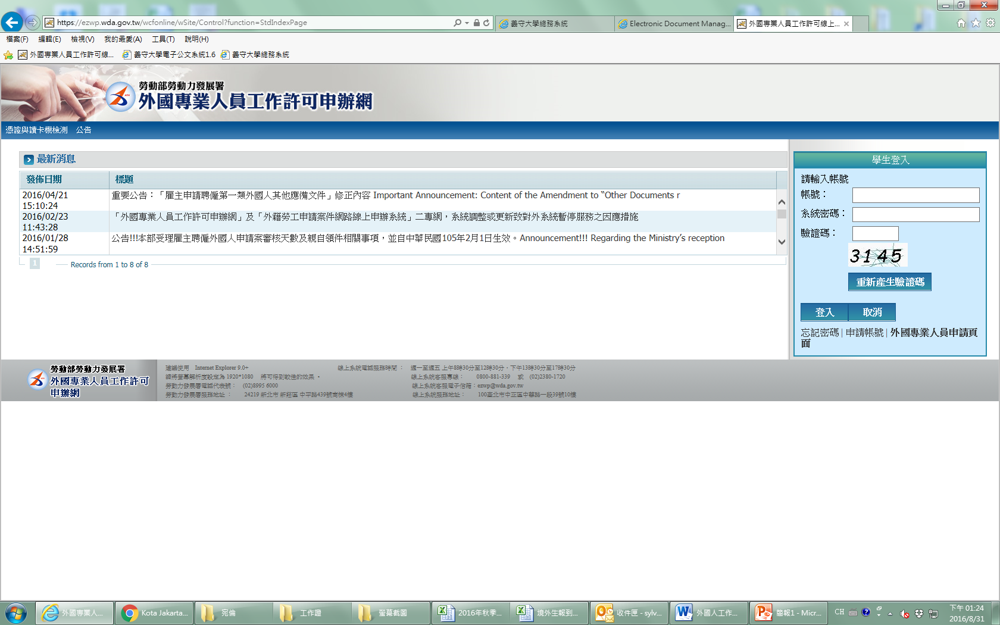 https://ezwp.wda.gov.tw/wcfonline/wSite/Control?function=StdIndexPage
義守大學總務系統
Electronic Document Manag...
外國專業人員工作許可線上...
檔案(F) 編輯(E) 檢視(V) 我的最愛(A) 工具(T) 說明(H)
外國專業人員工作許可線... 義守大學電子公文系統1.6 義守大學總務系統
勞動部勞動力發展署
外國專業人員工作許可申辦網
憑證與讀卡機檢測 公告
最新消息
發佈日期 標題
2016/04/21 15:10:24 重要公告：「雇主申請聘僱第一類外國人其他應備文件」修正內容 Important Announcement: Content of the Amendment to “Other Documents r
2016/02/23 11:43:28 「外國專業人員工作許可申辦網」及「外籍勞工申請案件網路線上申辦系統」二專網，系統調整或更新致對外系統暫停服務之因應措施
2016/01/28 14:51:59 公告!!!本部受理雇主聘僱外國人申請案審核天數及親自領件相關事項，並自中華民國105年2月1日生效。Announcement!!! Regarding the Ministry’s reception
1 Records from 1 to 8 of 8
學生登入
請輸入帳號
帳號：
系統密碼：
驗證碼：
3145
重新產生驗證碼
登入 取消
忘記密碼 | 申請帳號 | 外國專業人員申請頁
面
勞動部勞動力發展署
外國專業人員工作許可
申辦網
建議使用 Internet Explorer 9.0+
請將螢幕解析度設定為 1920*1080 將可得到較佳的效果。
勞動力發展署電話代表號： (02)8995 6000
勞動力發展署服務地址： 24219 新北市 新莊區 中平路439號南棟4樓
線上系統電話服務時間： 週一至週五 上午8時30分至12時30分，下午13時30分至17時30分
線上系統客服專線： 0800-881-339 或 (02)2380-1720
線上系統客服電子信箱：ezwp@wda.gov.tw
線上系統服務地址： 100臺北市中正區中華路一段39號10樓
外國專業人...
Kota Jakarta...
宛倫
工作證
螢幕截圖
2016年秋季...
境外生報到...
收件匣 - sylv...
外國人工作...
簡報1 - Micr...
CH
下午 01:24
2016/8/31